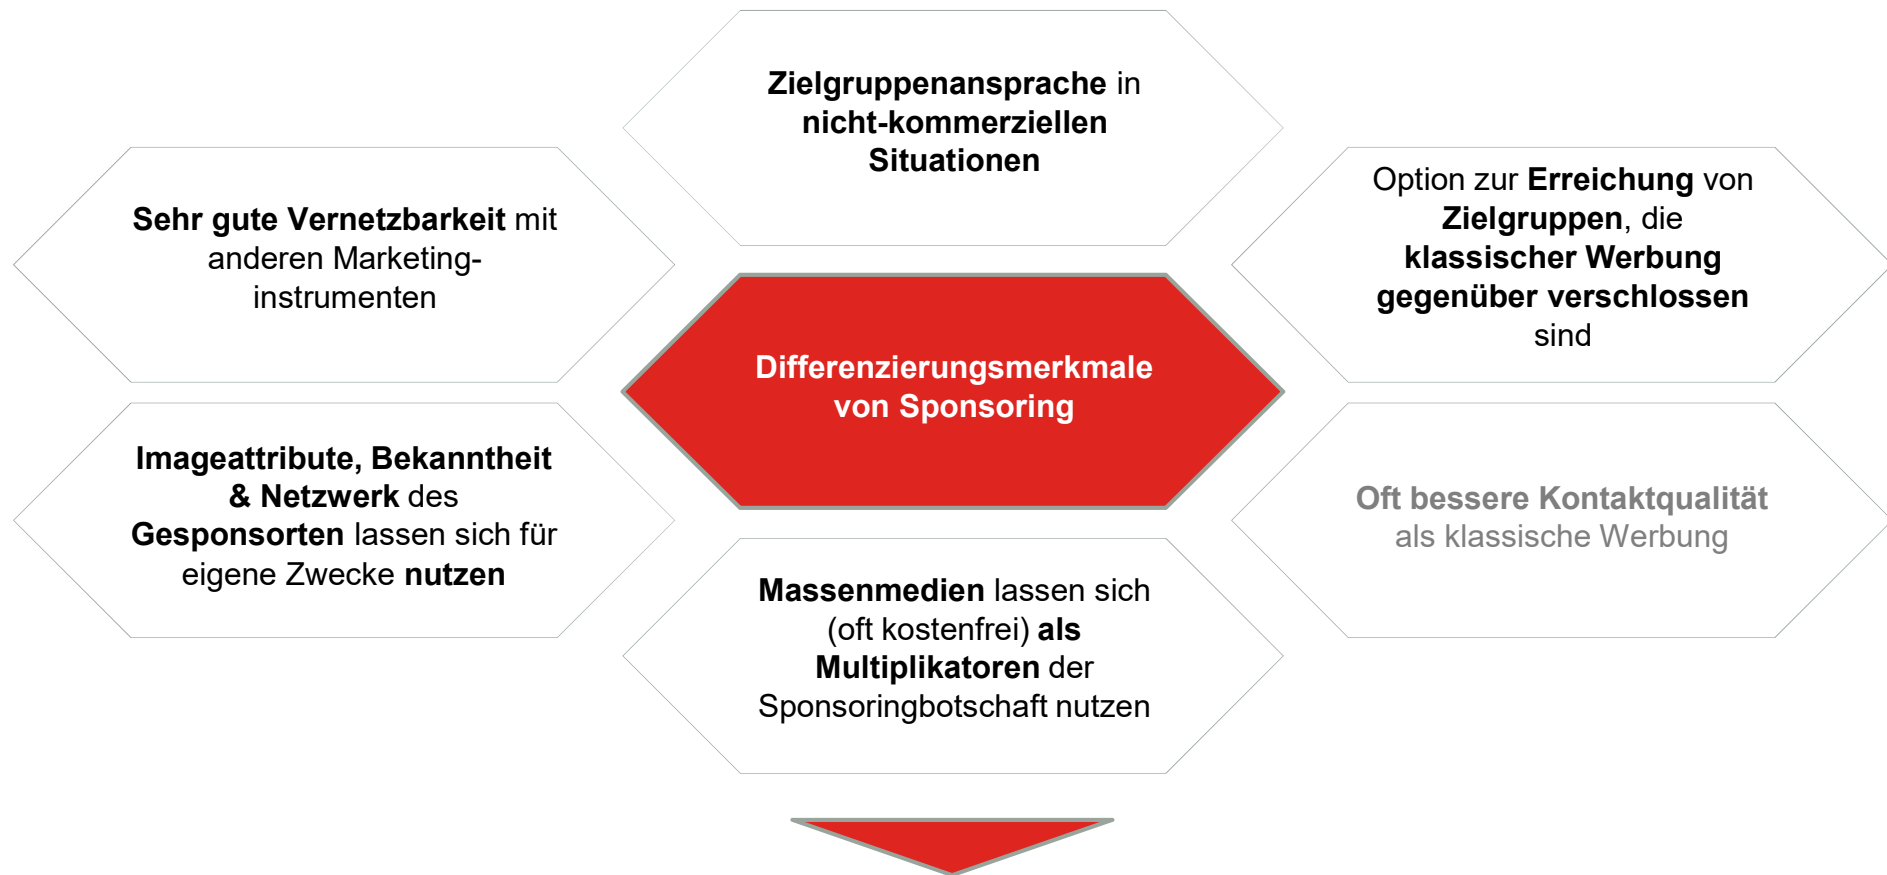 Zielgruppenansprache in
nicht-kommerziellen
Situationen
Sehr gute Vernetzbarkeit mit
anderen Marketing-
instrumenten
Option zur Erreichung von
Zielgruppen, die
klassischer Werbung
gegenüber verschlossen
sind
Differenzierungsmerkmale
von Sponsoring
Imageattribute, Bekanntheit
& Netzwerk des
Gesponsorten lassen sich für
eigene Zwecke nutzen
Oft bessere Kontaktqualität
als klassische Werbung
Massenmedien lassen sich
(oft kostenfrei) als
Multiplikatoren der
Sponsoringbotschaft nutzen